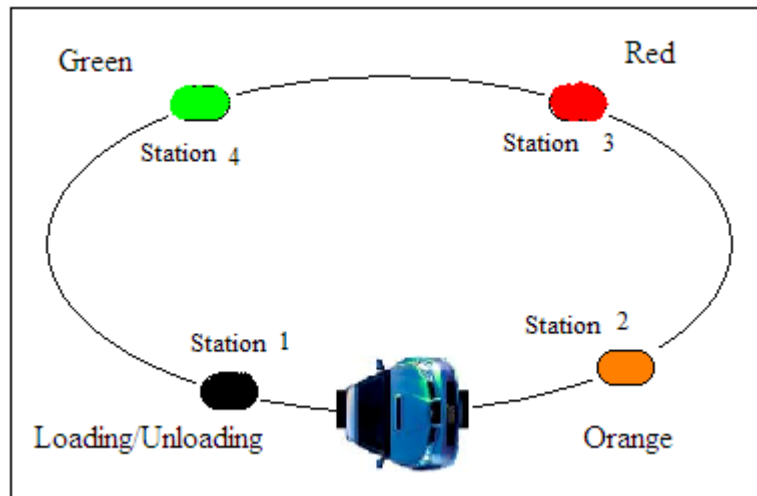 Green
Red
Station 4
Station 3
Station 1
Station 2
Loading/Unloading
Orange